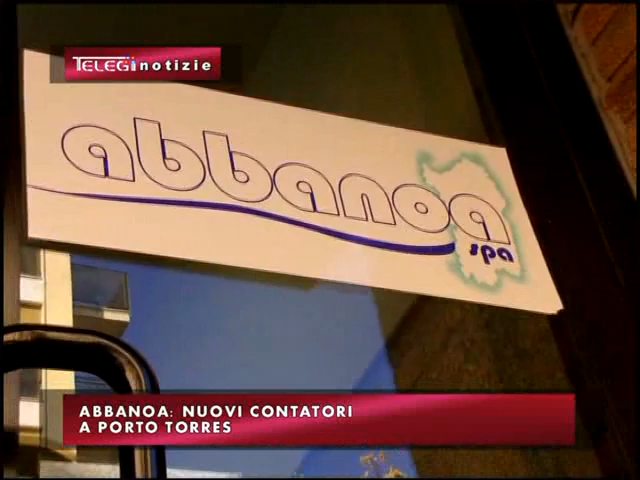 TELEGInotizie
abbanoa
spa
ABBANOA: NUOVI CONTATORI
A PORTO TORRES